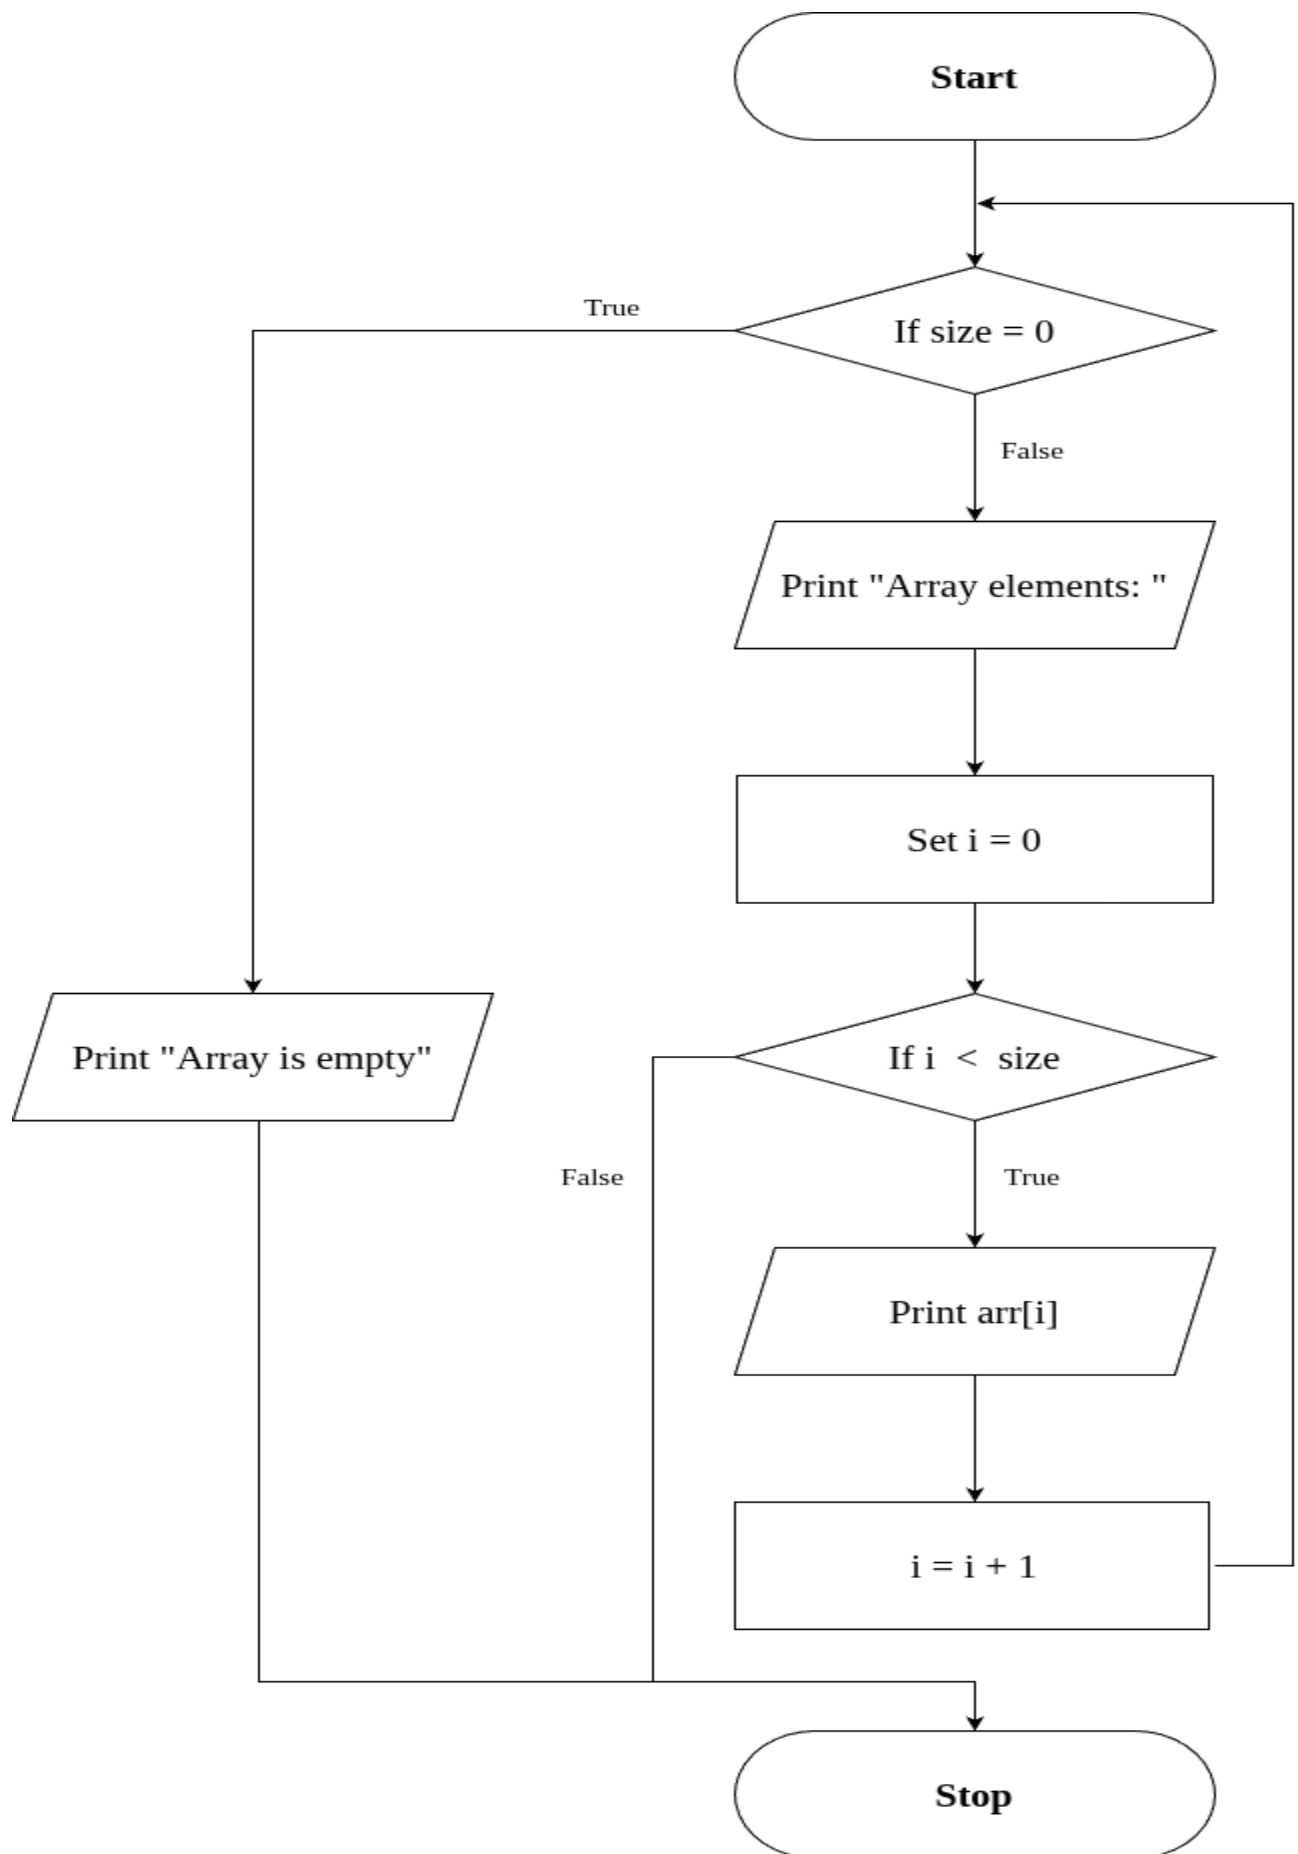 Start
True
If size = 0
False
Print "Array elements: "
Set i = 0
Print "Array is empty"
If i < size
False
True
Print arr[i]
i = i + 1
Stop